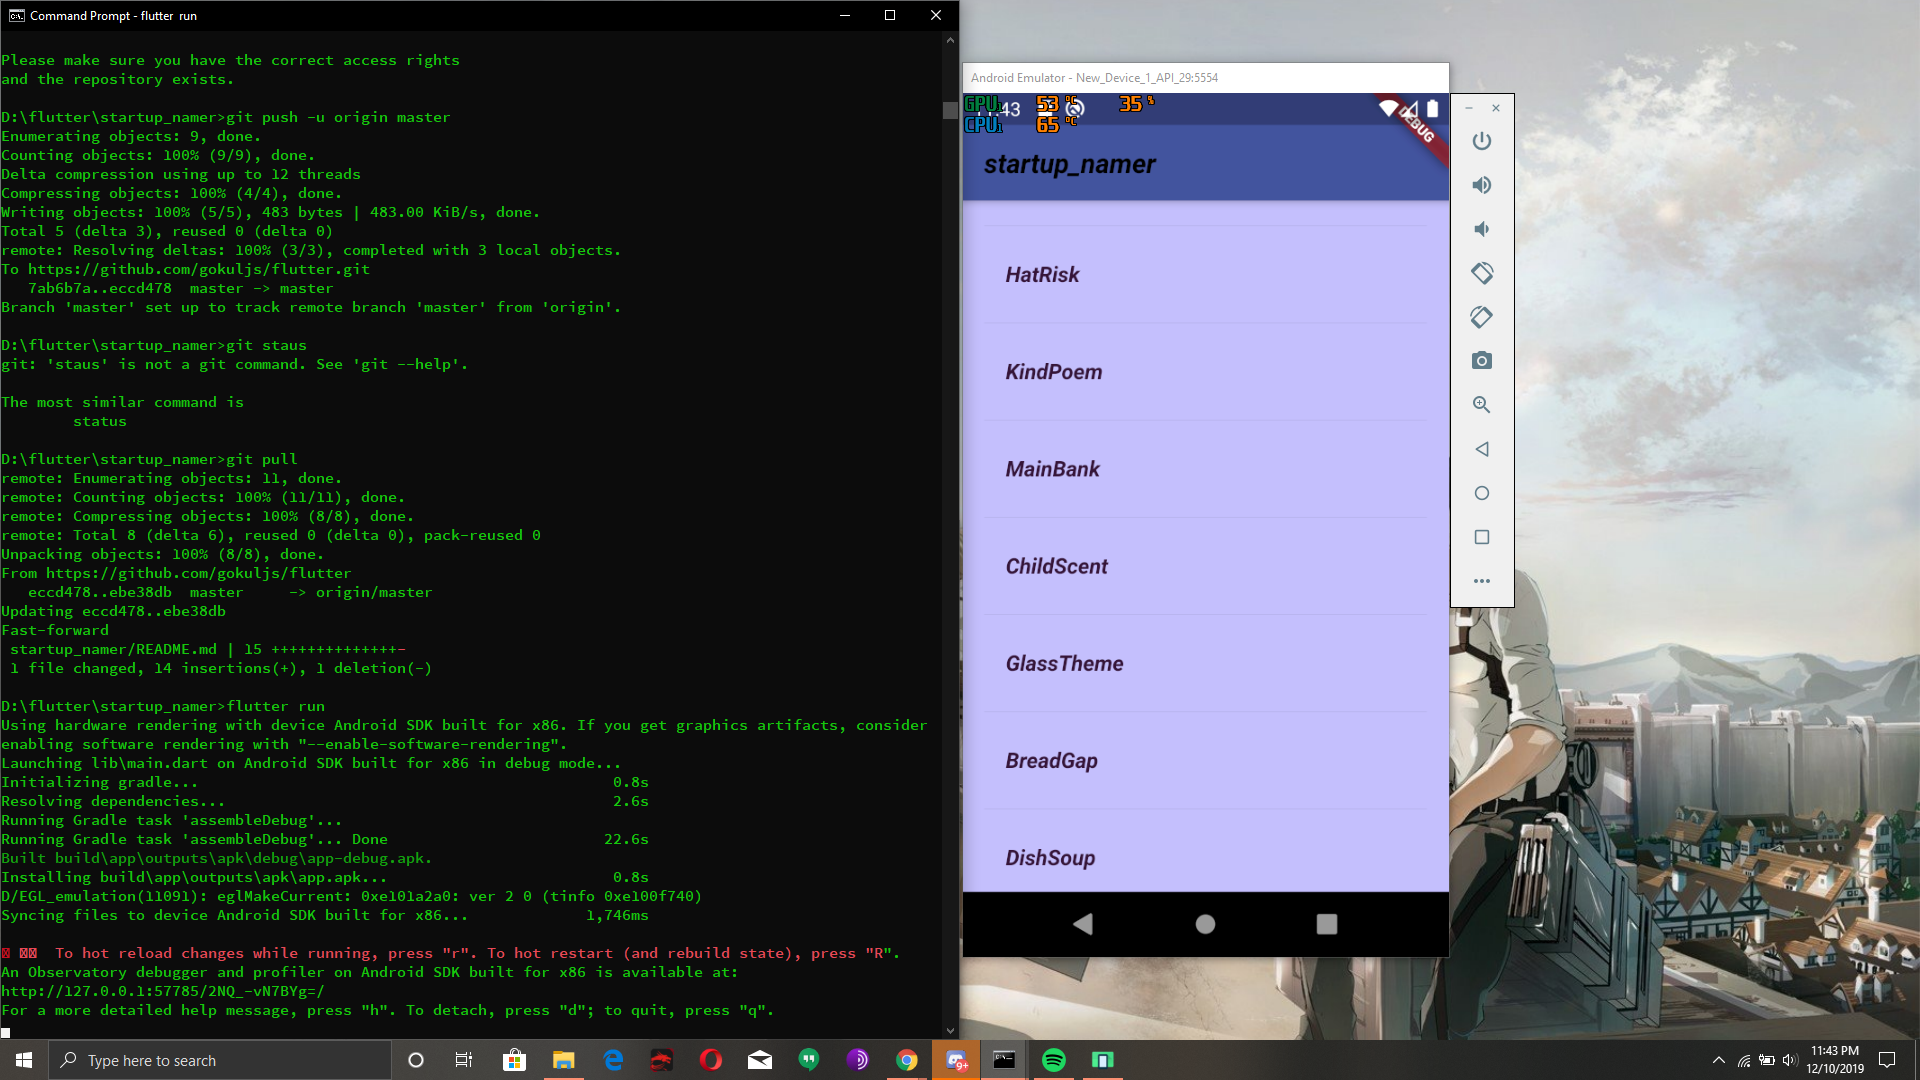 Command Prompt - flutter  run
Please make sure you have the correct access rights
and the repository exists.
D:\flutter\startup_namer>git push -u origin master
Enumerating objects: 9, done.
Counting objects: 100% (9/9), done.
Delta compression using up to 12 threads
Compressing objects: 100% (4/4), done.
Writing objects: 100% (5/5), 483 bytes | 483.00 KiB/s, done.
Total 5 (delta 3), reused 0 (delta 0)
remote: Resolving deltas: 100% (3/3), completed with 3 local objects.
To https://github.com/gokuljs/flutter.git
   7ab6b7a..eccd478  master -> master
Branch 'master' set up to track remote branch 'master' from 'origin'.
D:\flutter\startup_namer>git staus
git: 'staus' is not a git command. See 'git --help'.
The most similar command is
        status
D:\flutter\startup_namer>git pull
remote: Enumerating objects: 11, done.
remote: Counting objects: 100% (11/11), done.
remote: Compressing objects: 100% (8/8), done.
remote: Total 8 (delta 6), reused 0 (delta 0), pack-reused 0
Unpacking objects: 100% (8/8), done.
From https://github.com/gokuljs/flutter
   eccd478..ebe38db  master     -> origin/master
Updating eccd478..ebe38db
Fast-forward
 startup_namer/README.md | 15 ++++++++++++++-
 1 file changed, 14 insertions(+), 1 deletion(-)
D:\flutter\startup_namer>flutter run
Using hardware rendering with device Android SDK built for x86. If you get graphics artifacts, consider
enabling software rendering with "--enable-software-rendering".
Launching lib\main.dart on Android SDK built for x86 in debug mode...
Initializing gradle...                                              0.8s
Resolving dependencies...                                           2.6s
Running Gradle task 'assembleDebug'...
Running Gradle task 'assembleDebug'... Done                        22.6s
Built build\app\outputs\apk\debug\app-debug.apk.
Installing build\app\outputs\apk\app.apk...                         0.8s
D/EGL_emulation(11091): eglMakeCurrent: 0xe101a2a0: ver 2 0 (tinfo 0xe100f740)
Syncing files to device Android SDK built for x86...             1,746ms
To hot reload changes while running, press "r". To hot restart (and rebuild state), press "R".
An Observatory debugger and profiler on Android SDK built for x86 is available at:
http://127.0.0.1:57785/2NQ_-vN7BYg=/
For a more detailed help message, press "h". To detach, press "d"; to quit, press "q".
Android Emulator - New_Device_1_API_29:5554
GPU1 53 °C 35 %
CPU1 65 °C
DEBUG
startup_namer
HatRisk
KindPoem
MainBank
ChildScent
GlassTheme
BreadGap
DishSoup
Type here to search
9+
11:43 PM
12/10/2019